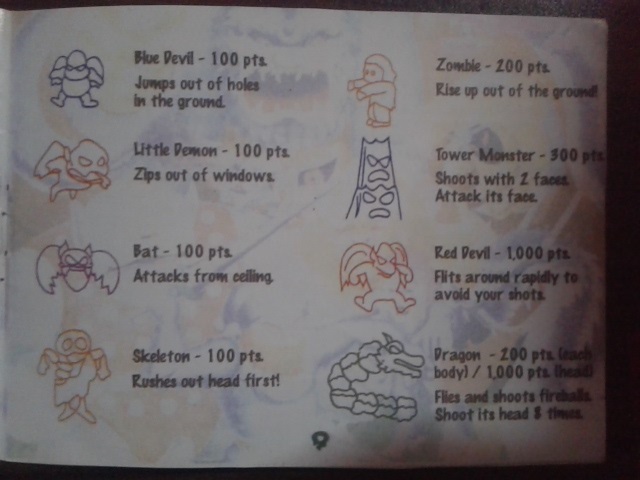 Blue Devil - 100 pts.
Jumps out of holes
in the ground.
Little Demon - 100 pts.
Zips out of windows.
Bat - 100 pts.
Attacks from ceiling.
Skeleton - 100 pts.
Rushes out head first!
Zombie - 200 pts.
Rise up out of the ground!
Tower Monster - 300 pts.
Shoots with 2 faces.
Attack its face.
Red Devil - 1,000 pts.
Flits around rapidly to
avoid your shots.
Dragon - 200 pts. (each
body) / 1,000 pts. (head)
Flies and shoots fireballs.
Shoot its head 8 times.
9